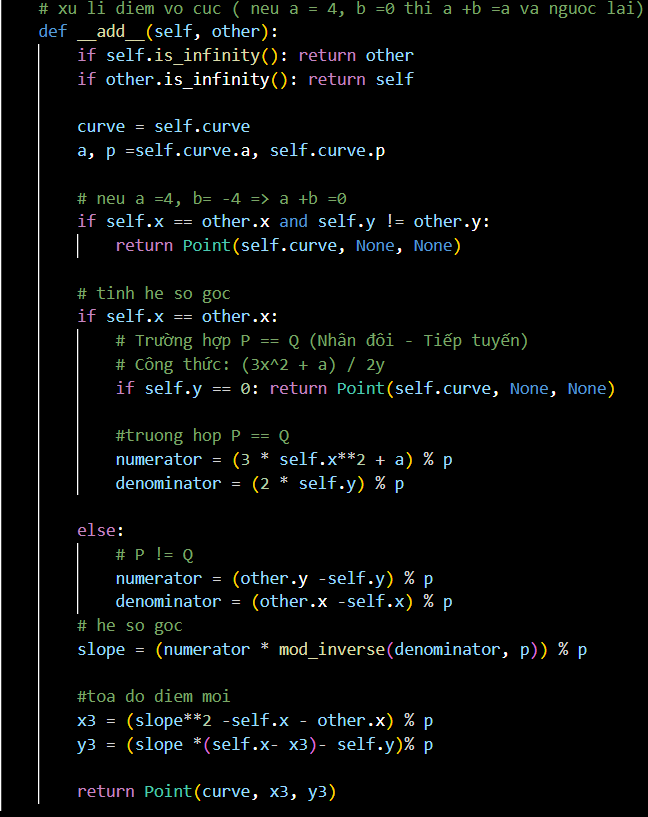 # xu li diem vo cuc ( neu a = 4, b =0 thi a +b =a va nguoc lai)
def __add__(self, other):
    if self.is_infinity(): return other
    if other.is_infinity(): return self

    curve = self.curve
    a, p =self.curve.a, self.curve.p

    # neu a =4, b= -4 => a +b =0
    if self.x == other.x and self.y != other.y:
        return Point(self.curve, None, None)

    # tinh he so goc
    if self.x == other.x:
        # Trường hợp P == Q (Nhân đôi - Tiếp tuyến)
        # Công thức: (3x^2 + a) / 2y
        if self.y == 0: return Point(self.curve, None, None)

        #truong hop P == Q
        numerator = (3 * self.x**2 + a) % p
        denominator = (2 * self.y) % p

    else:
        # P != Q
        numerator = (other.y -self.y) % p
        denominator = (other.x -self.x) % p
    # he so goc
    slope = (numerator * mod_inverse(denominator, p)) % p

    #toa do diem moi
    x3 = (slope**2 -self.x - other.x) % p
    y3 = (slope *(self.x- x3)- self.y)% p

    return Point(curve, x3, y3)